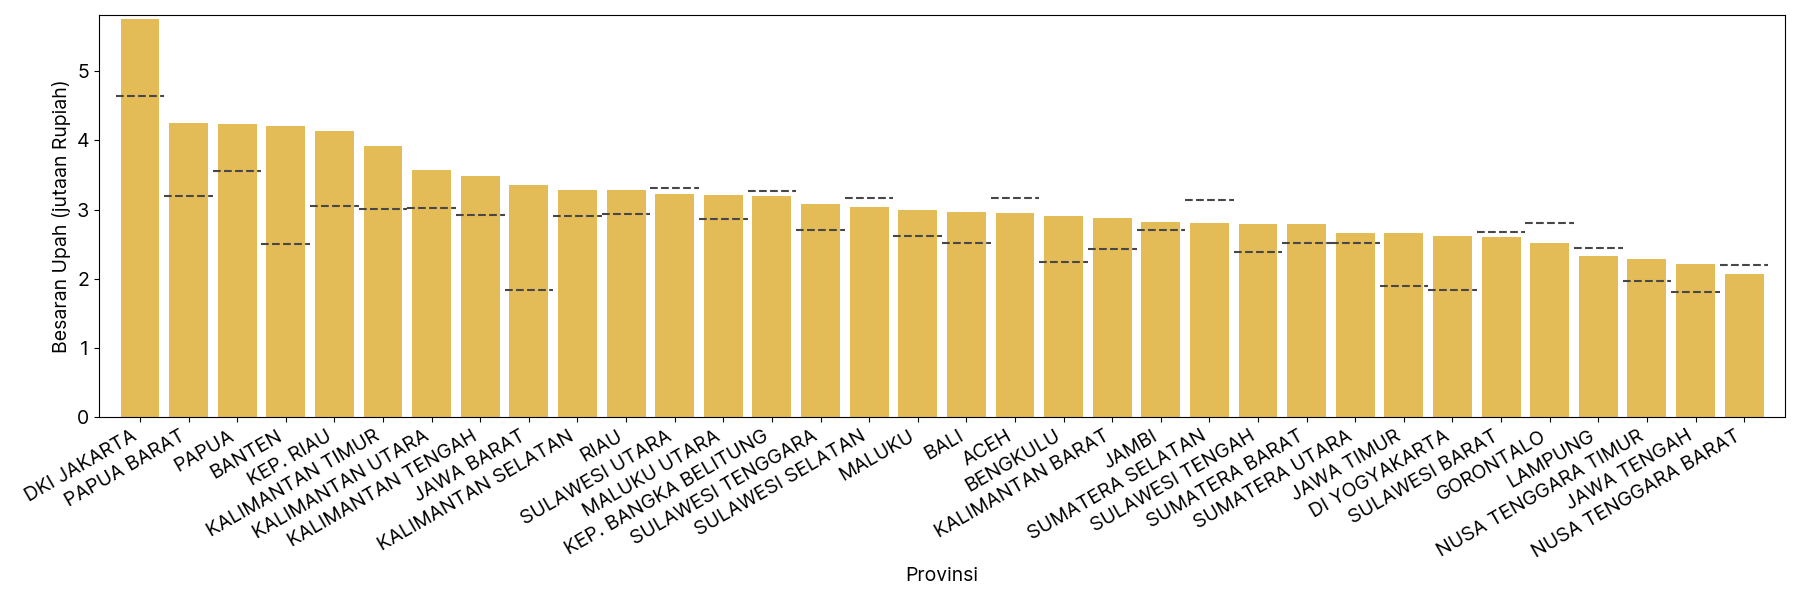 Besaran Upah (jutaan Rupiah)
5
4
3
2
1
0
DKI JAKARTA
PAPUA BARAT
PAPUA
BANTEN
KEP. RIAU
KALIMANTAN TIMUR
KALIMANTAN UTARA
KALIMANTAN TENGAH
JAWA BARAT
KALIMANTAN SELATAN
RIAU
SULAWESI UTARA
MALUKU UTARA
KEP. BANGKA BELITUNG
SULAWESI TENGGARA
SULAWESI SELATAN
MALUKU
BALI
ACEH
BENGKULU
KALIMANTAN BARAT
JAMBI
SUMATERA SELATAN
SULAWESI TENGAH
SUMATERA BARAT
SUMATERA UTARA
JAWA TIMUR
DI YOGYAKARTA
SULAWESI BARAT
GORONTALO
LAMPUNG
NUSA TENGGARA TIMUR
JAWA TENGAH
NUSA TENGGARA BARAT
Provinsi